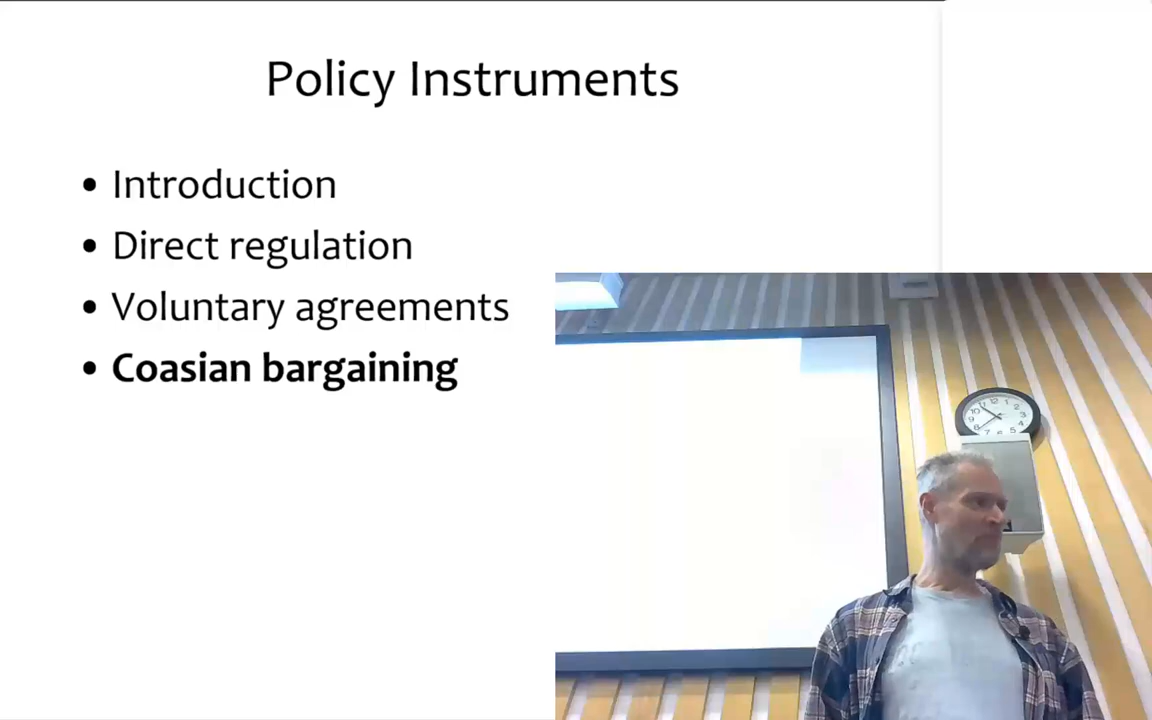 Policy Instruments
• Introduction
• Direct regulation
• Voluntary agreements
• Coasian bargaining